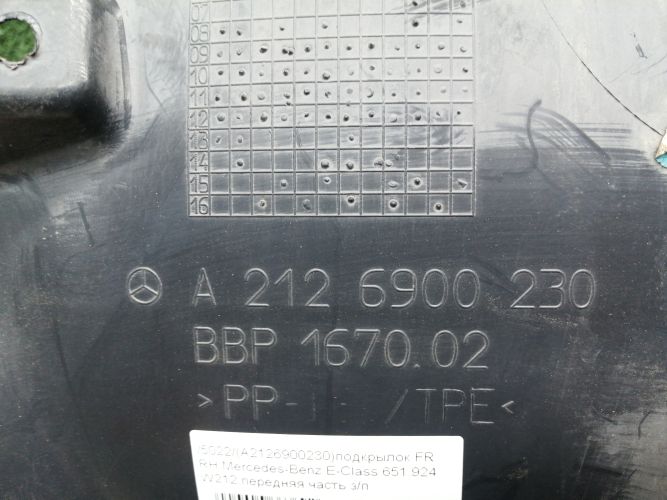 07
08
09
10
11
12
13
14
15
16
A 212 6900 230
BBP 1670.02
>PP- /TPE<
(A2126900230)подкрылок FR
RH Mercedes-Benz E-Class 651.924
W212,передняя часть з/п